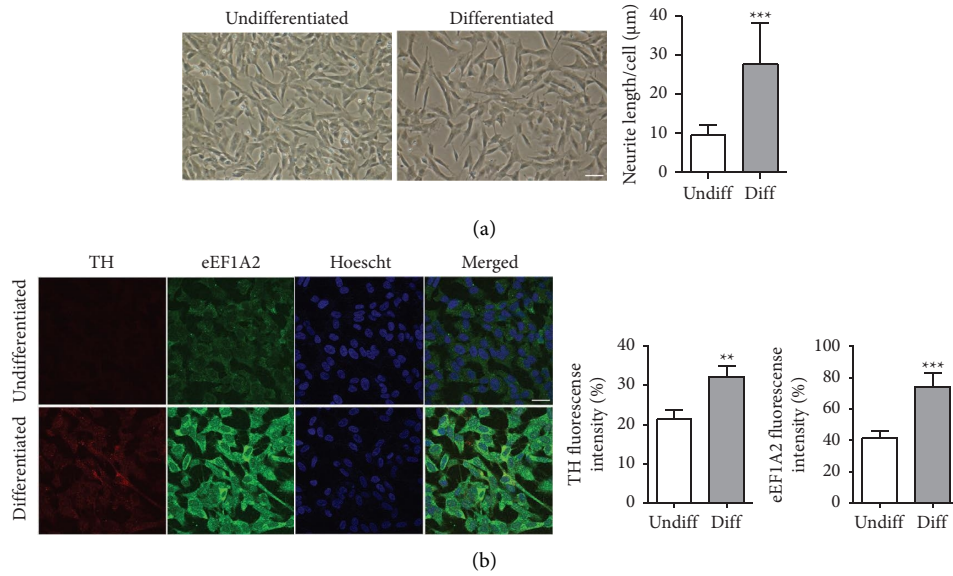 Undifferentiated
Differentiated
Neurite length/cell (μm)
40
30
20
10
0
***
Undiff
Diff
(a)
TH
eEF1A2
Hoescht
Merged
Undifferentiated
Differentiated
TH fluorescense
intensity (%)
40
30
20
10
0
**
Undiff
Diff
eEF1A2 fluorescense
intensity (%)
100
80
60
40
20
0
***
Undiff
Diff
(b)